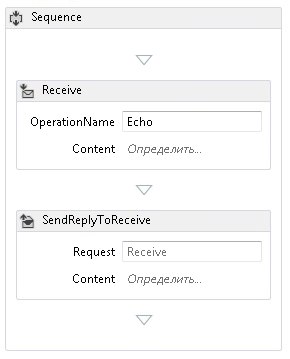 Sequence
Receive
OperationName Echo
Content Определить...
SendReplyToReceive
Request Receive
Content Определить...